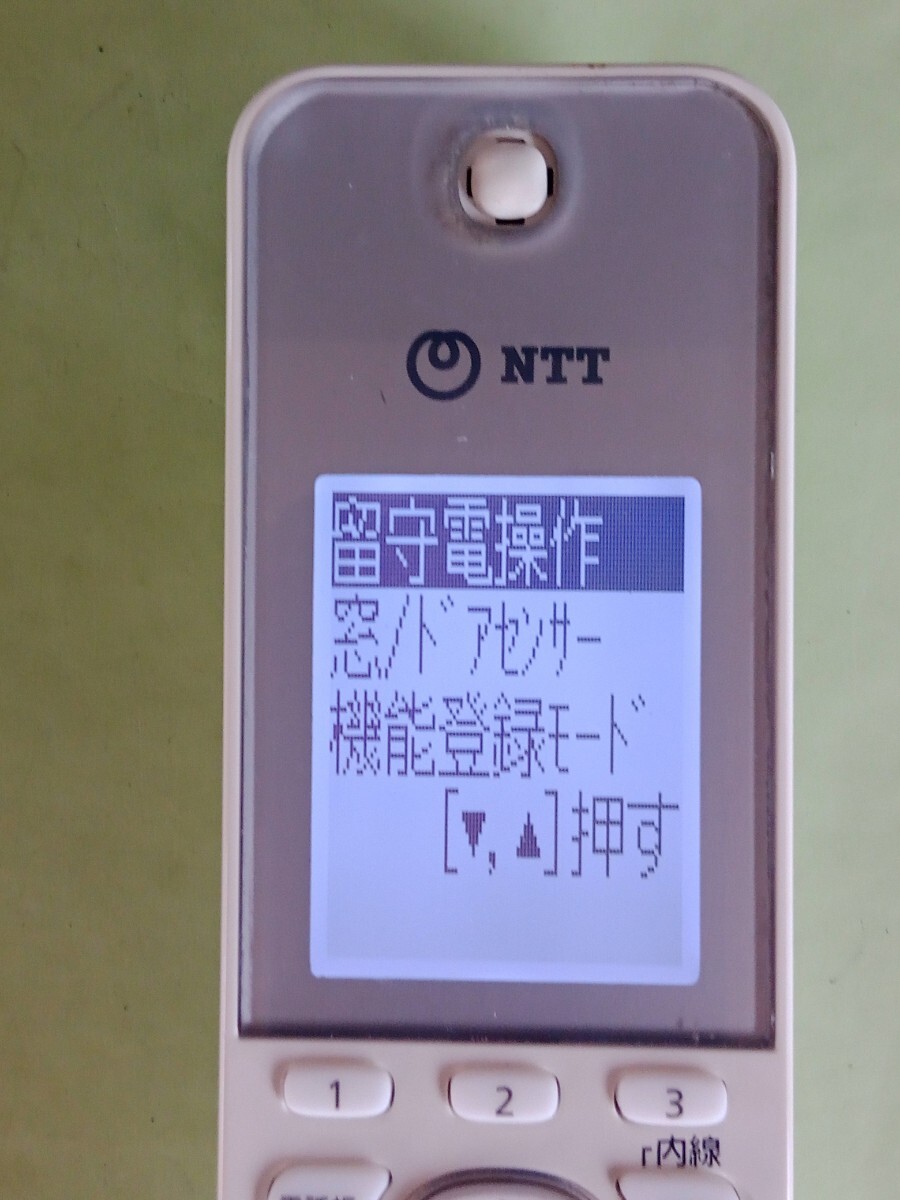 NTT
留守電操作
窓/ドアセンサー
機能登録モード
[▼,▲]押す
1
2
3
r内線